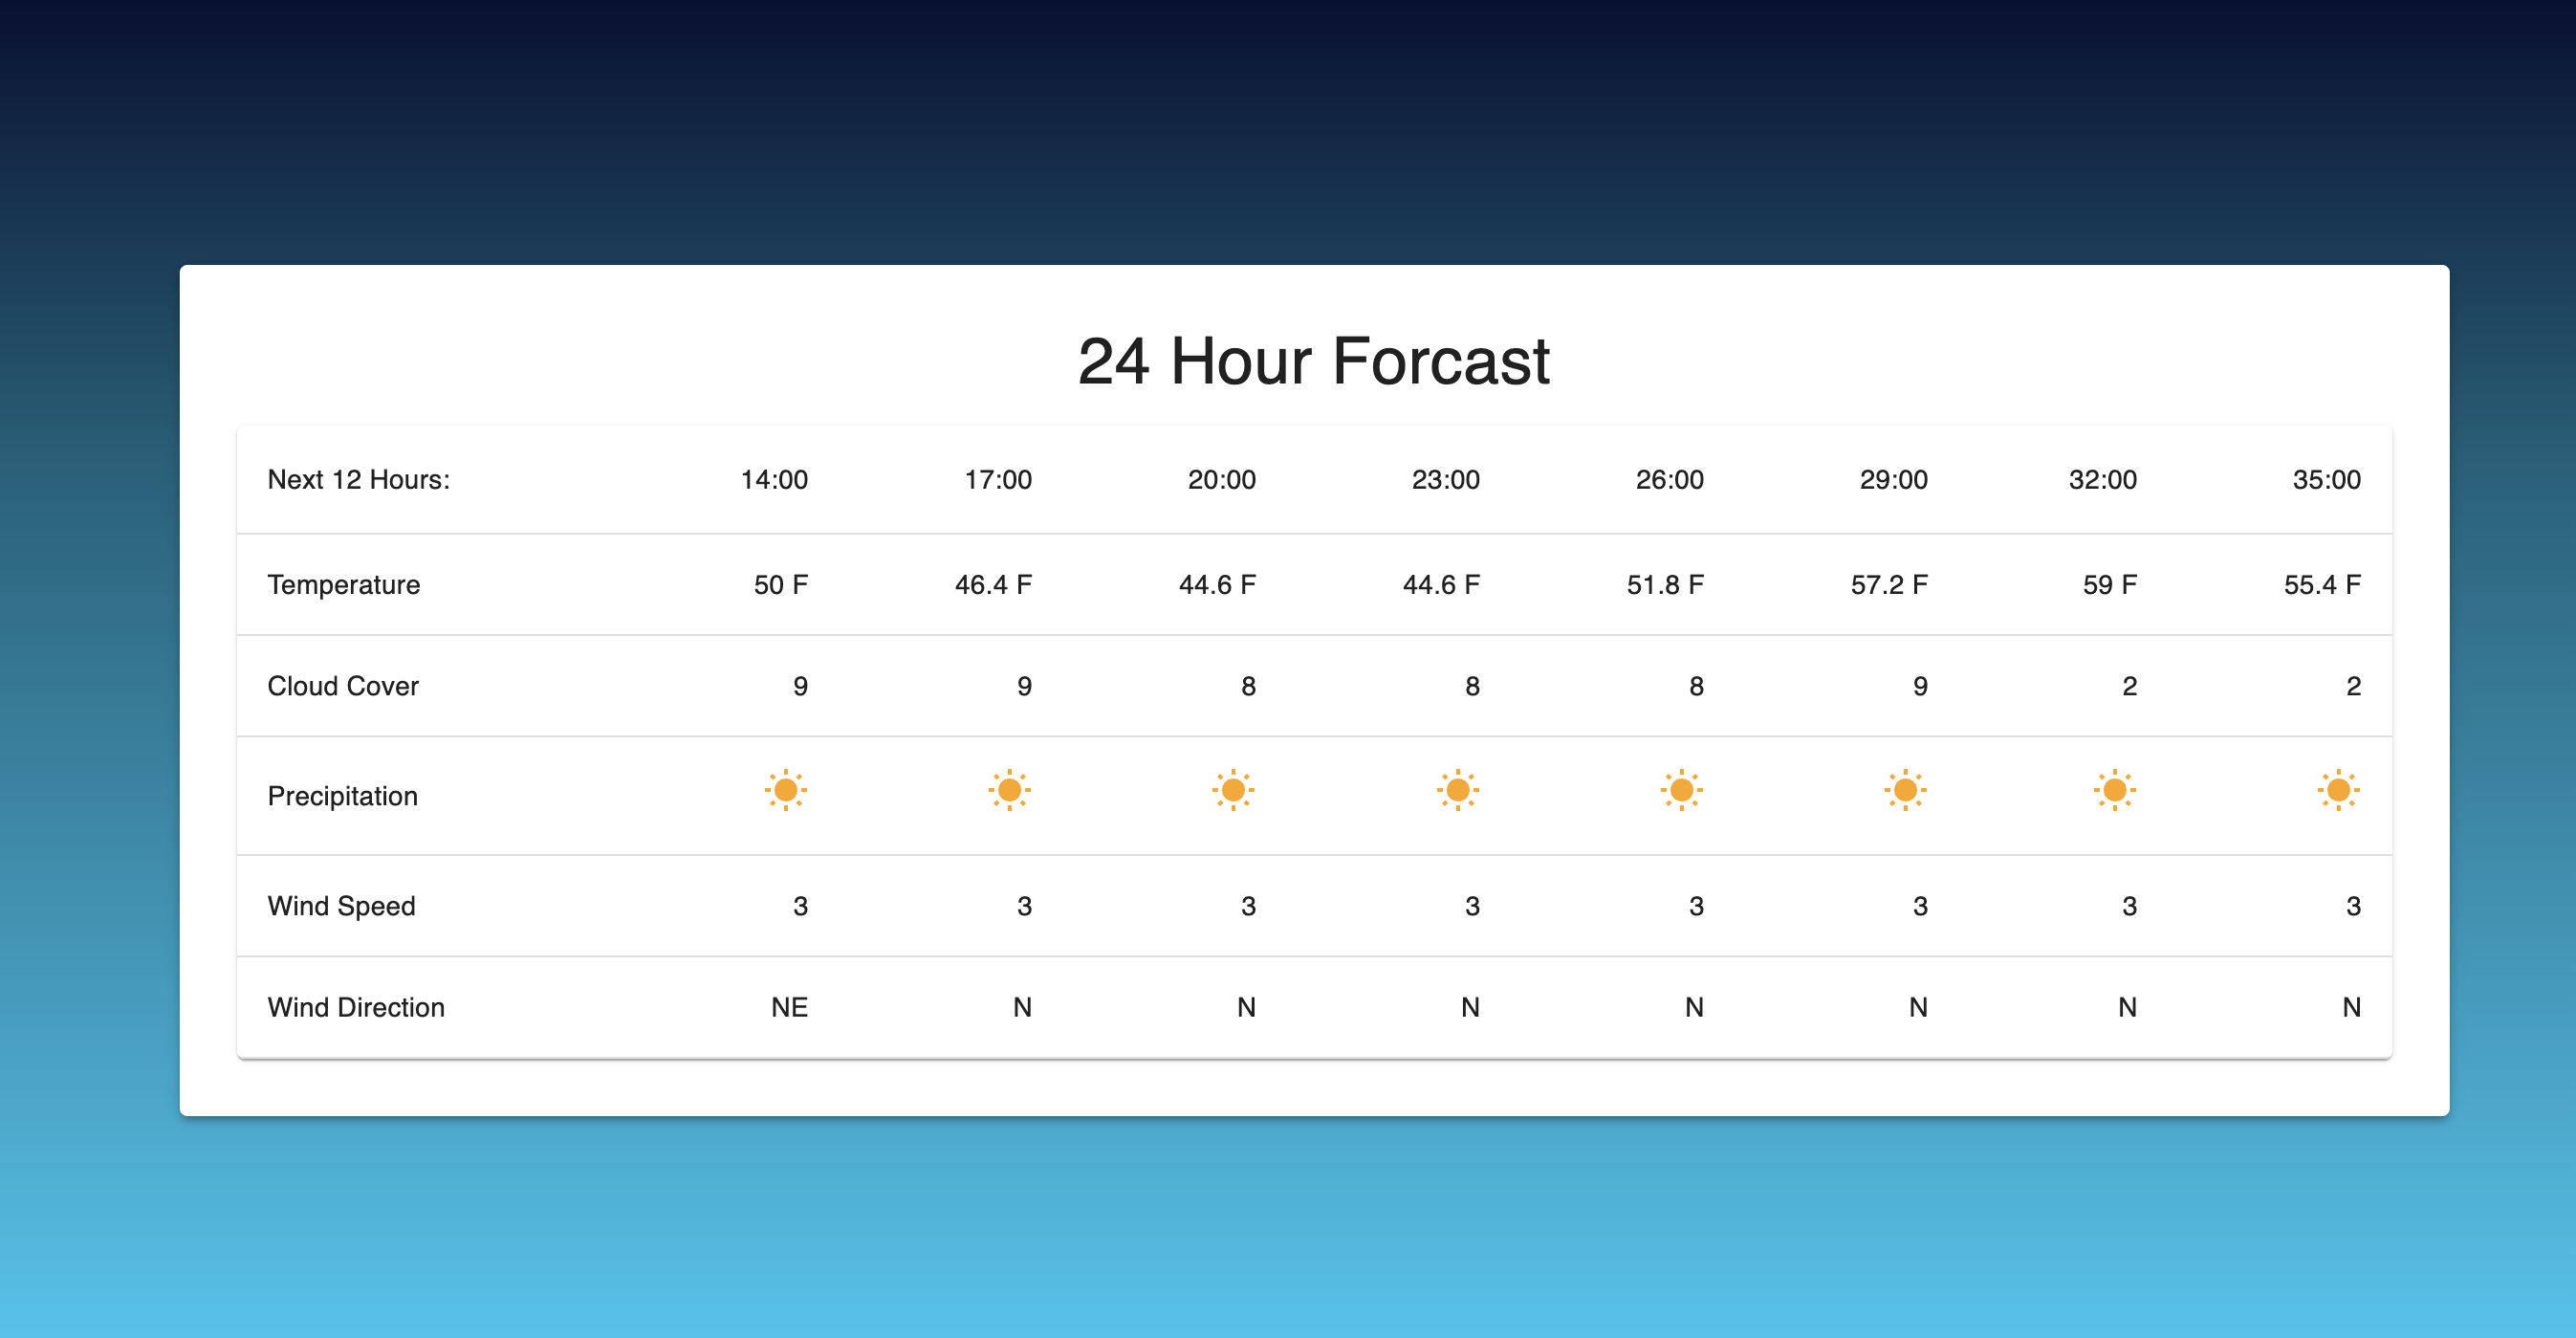 24 Hour Forcast
Next 12 Hours: 14:00 17:00 20:00 23:00 26:00 29:00 32:00 35:00
Temperature 50 F 46.4 F 44.6 F 44.6 F 51.8 F 57.2 F 59 F 55.4 F
Cloud Cover 9 9 8 8 8 9 2 2
Precipitation
Wind Speed 3 3 3 3 3 3 3 3
Wind Direction NE N N N N N N N